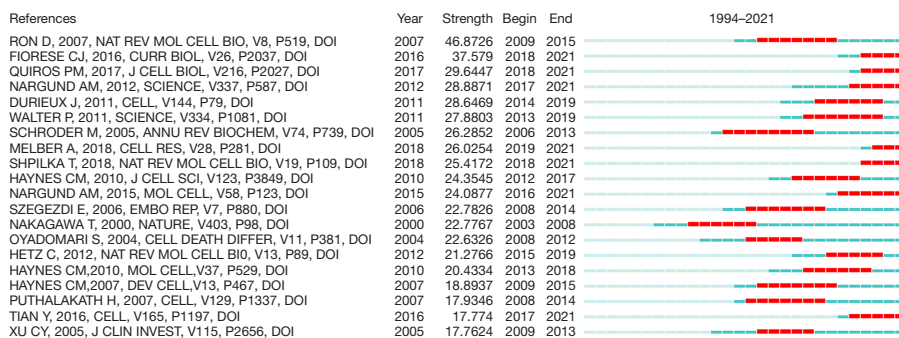 References Year Strength Begin End 1994–2021
RON D, 2007, NAT REV MOL CELL BIO, V8, P519, DOI 2007 46.8726 2009 2015
FIORESE CJ, 2016, CURR BIOL, V26, P2037, DOI 2016 37.579 2018 2021
QUIROS PM, 2017, J CELL BIOL, V216, P2027, DOI 2017 29.6447 2018 2021
NARGUND AM, 2012, SCIENCE, V337, P587, DOI 2012 28.8871 2017 2021
DURIEUX J, 2011, CELL, V144, P79, DOI 2011 28.6469 2014 2019
WALTER P, 2011, SCIENCE, V334, P1081, DOI 2011 27.8803 2013 2019
SCHRODER M, 2005, ANNU REV BIOCHEM, V74, P739, DOI 2005 26.2852 2006 2013
MELBER A, 2018, CELL RES, V28, P281, DOI 2018 26.0254 2019 2021
SHPILKA T, 2018, NAT REV MOL CELL BIO, V19, P109, DOI 2018 25.4172 2018 2021
HAYNES CM, 2010, J CELL SCI, V123, P3849, DOI 2010 24.3545 2012 2017
NARGUND AM, 2015, MOL CELL, V58, P123, DOI 2015 24.0877 2016 2021
SZEGEZDI E, 2006, EMBO REP, V7, P880, DOI 2006 22.7826 2008 2014
NAKAGAWA T, 2000, NATURE, V403, P98, DOI 2000 22.7767 2003 2008
OYADOMARI S, 2004, CELL DEATH DIFFER, V11, P381, DOI 2004 22.6326 2008 2012
HETZ C, 2012, NAT REV MOL CELL BI0, V13, P89, DOI 2012 21.2766 2015 2019
HAYNES CM,2010, MOL CELL,V37, P529, DOI 2010 20.4334 2013 2018
HAYNES CM,2007, DEV CELL,V13, P467, DOI 2007 18.8937 2009 2015
PUTHALAKATH H, 2007, CELL, V129, P1337, DOI 2007 17.9346 2008 2014
TIAN Y, 2016, CELL, V165, P1197, DOI 2016 17.774 2017 2021
XU CY, 2005, J CLIN INVEST, V115, P2656, DOI 2005 17.7624 2009 2013